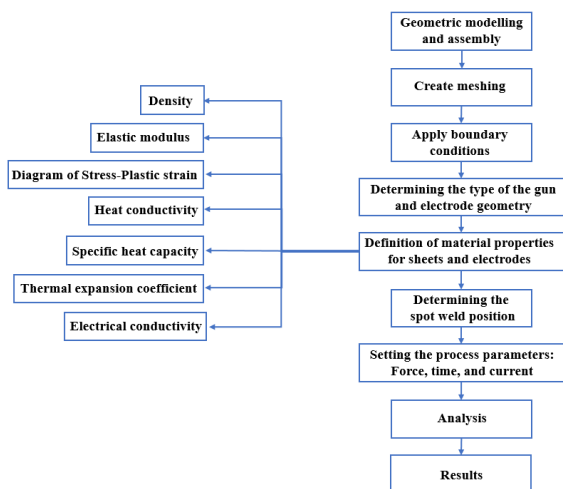 Geometric modelling
and assembly
Create meshing
Apply boundary
conditions
Determining the type of the gun
and electrode geometry
Definition of material properties
for sheets and electrodes
Density
Elastic modulus
Diagram of Stress-Plastic strain
Heat conductivity
Specific heat capacity
Thermal expansion coefficient
Electrical conductivity
Determining the
spot weld position
Setting the process parameters:
Force, time, and current
Analysis
Results